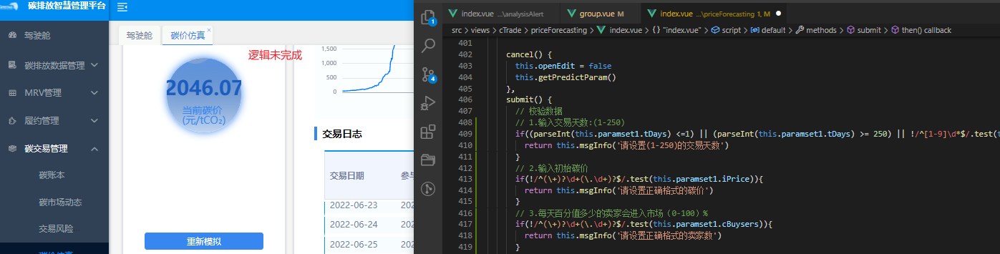 碳排放智慧管理平台
驾驶舱
碳排放数据管理
MRV管理
履约管理
碳交易管理
碳账本
碳市场动态
交易风险
碳价仿真
驾驶舱
碳价仿真
×
逻辑未完成
2046.07
当前碳价
(元/tCO₂)
重新模拟
1,500
1,000
500
0
交易日志
交易日期
2022-06-23 202
2022-06-24 202
2022-06-25 202
1
4
index.vue ...\analysisAlert
group.vue M
index.vue ...\priceForecasting 1, M
src > views > cTrade > priceForecasting > index.vue > {} "index.vue" > script > default > methods > submit > then() callback
401
402 cancel() {
403 this.openEdit = false
404 this.getPredictParam()
405 },
406 submit() {
407 // 校验数据
408 // 1.输入交易天数:(1-250)
409 if((parseInt(this.paramset1.tDays) <=1) || (parseInt(this.paramset1.tDays) >= 250) || !/^[1-9]\d*$/.test(t
410 return this.msgInfo('请设置(1-250)的交易天数')
411 }
412 // 2.输入初始碳价
413 if(!/^(\+)?\d+(\.\d+)?$/.test(this.paramset1.iPrice)){
414 return this.msgInfo('请设置正确格式的碳价')
415 }
416 // 3.每天百分值多少的卖家会进入市场（0-100）%
417 if(!/^(\+)?\d+(\.\d+)?$/.test(this.paramset1.cBuysers)){
418 return this.msgInfo('请设置正确格式的卖家数')
419 }